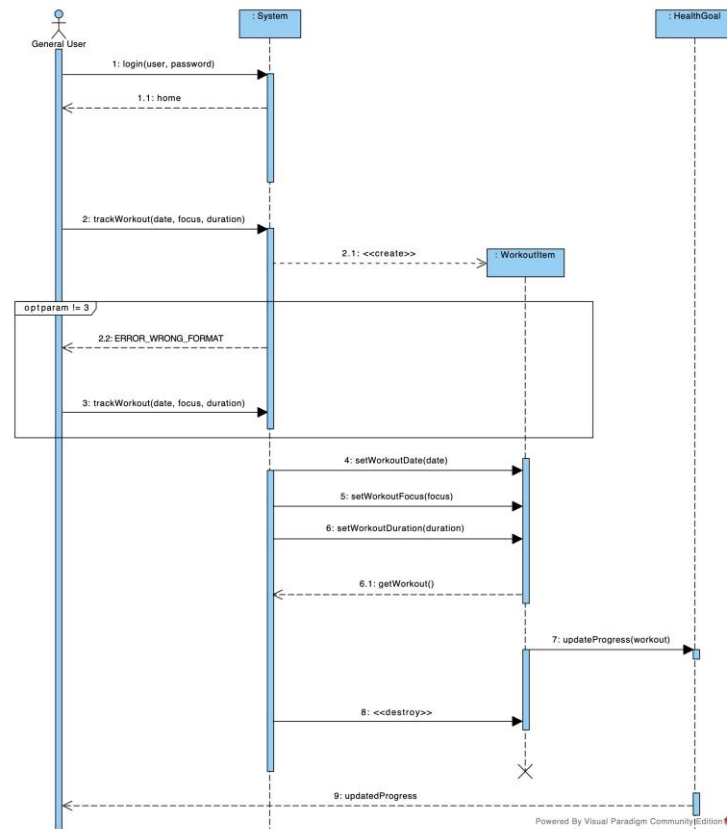 : System
: HealthGoal
General User
1: login(user, password)
1.1: home
2: trackWorkout(date, focus, duration)
2.1: <<create>>
: WorkoutItem
optparam != 3
2.2: ERROR_WRONG_FORMAT
3: trackWorkout(date, focus, duration)
4: setWorkoutDate(date)
5: setWorkoutFocus(focus)
6: setWorkoutDuration(duration)
6.1: getWorkout()
7: updateProgress(workout)
8: <<destroy>>
9: updatedProgress
Powered By Visual Paradigm Community Edition